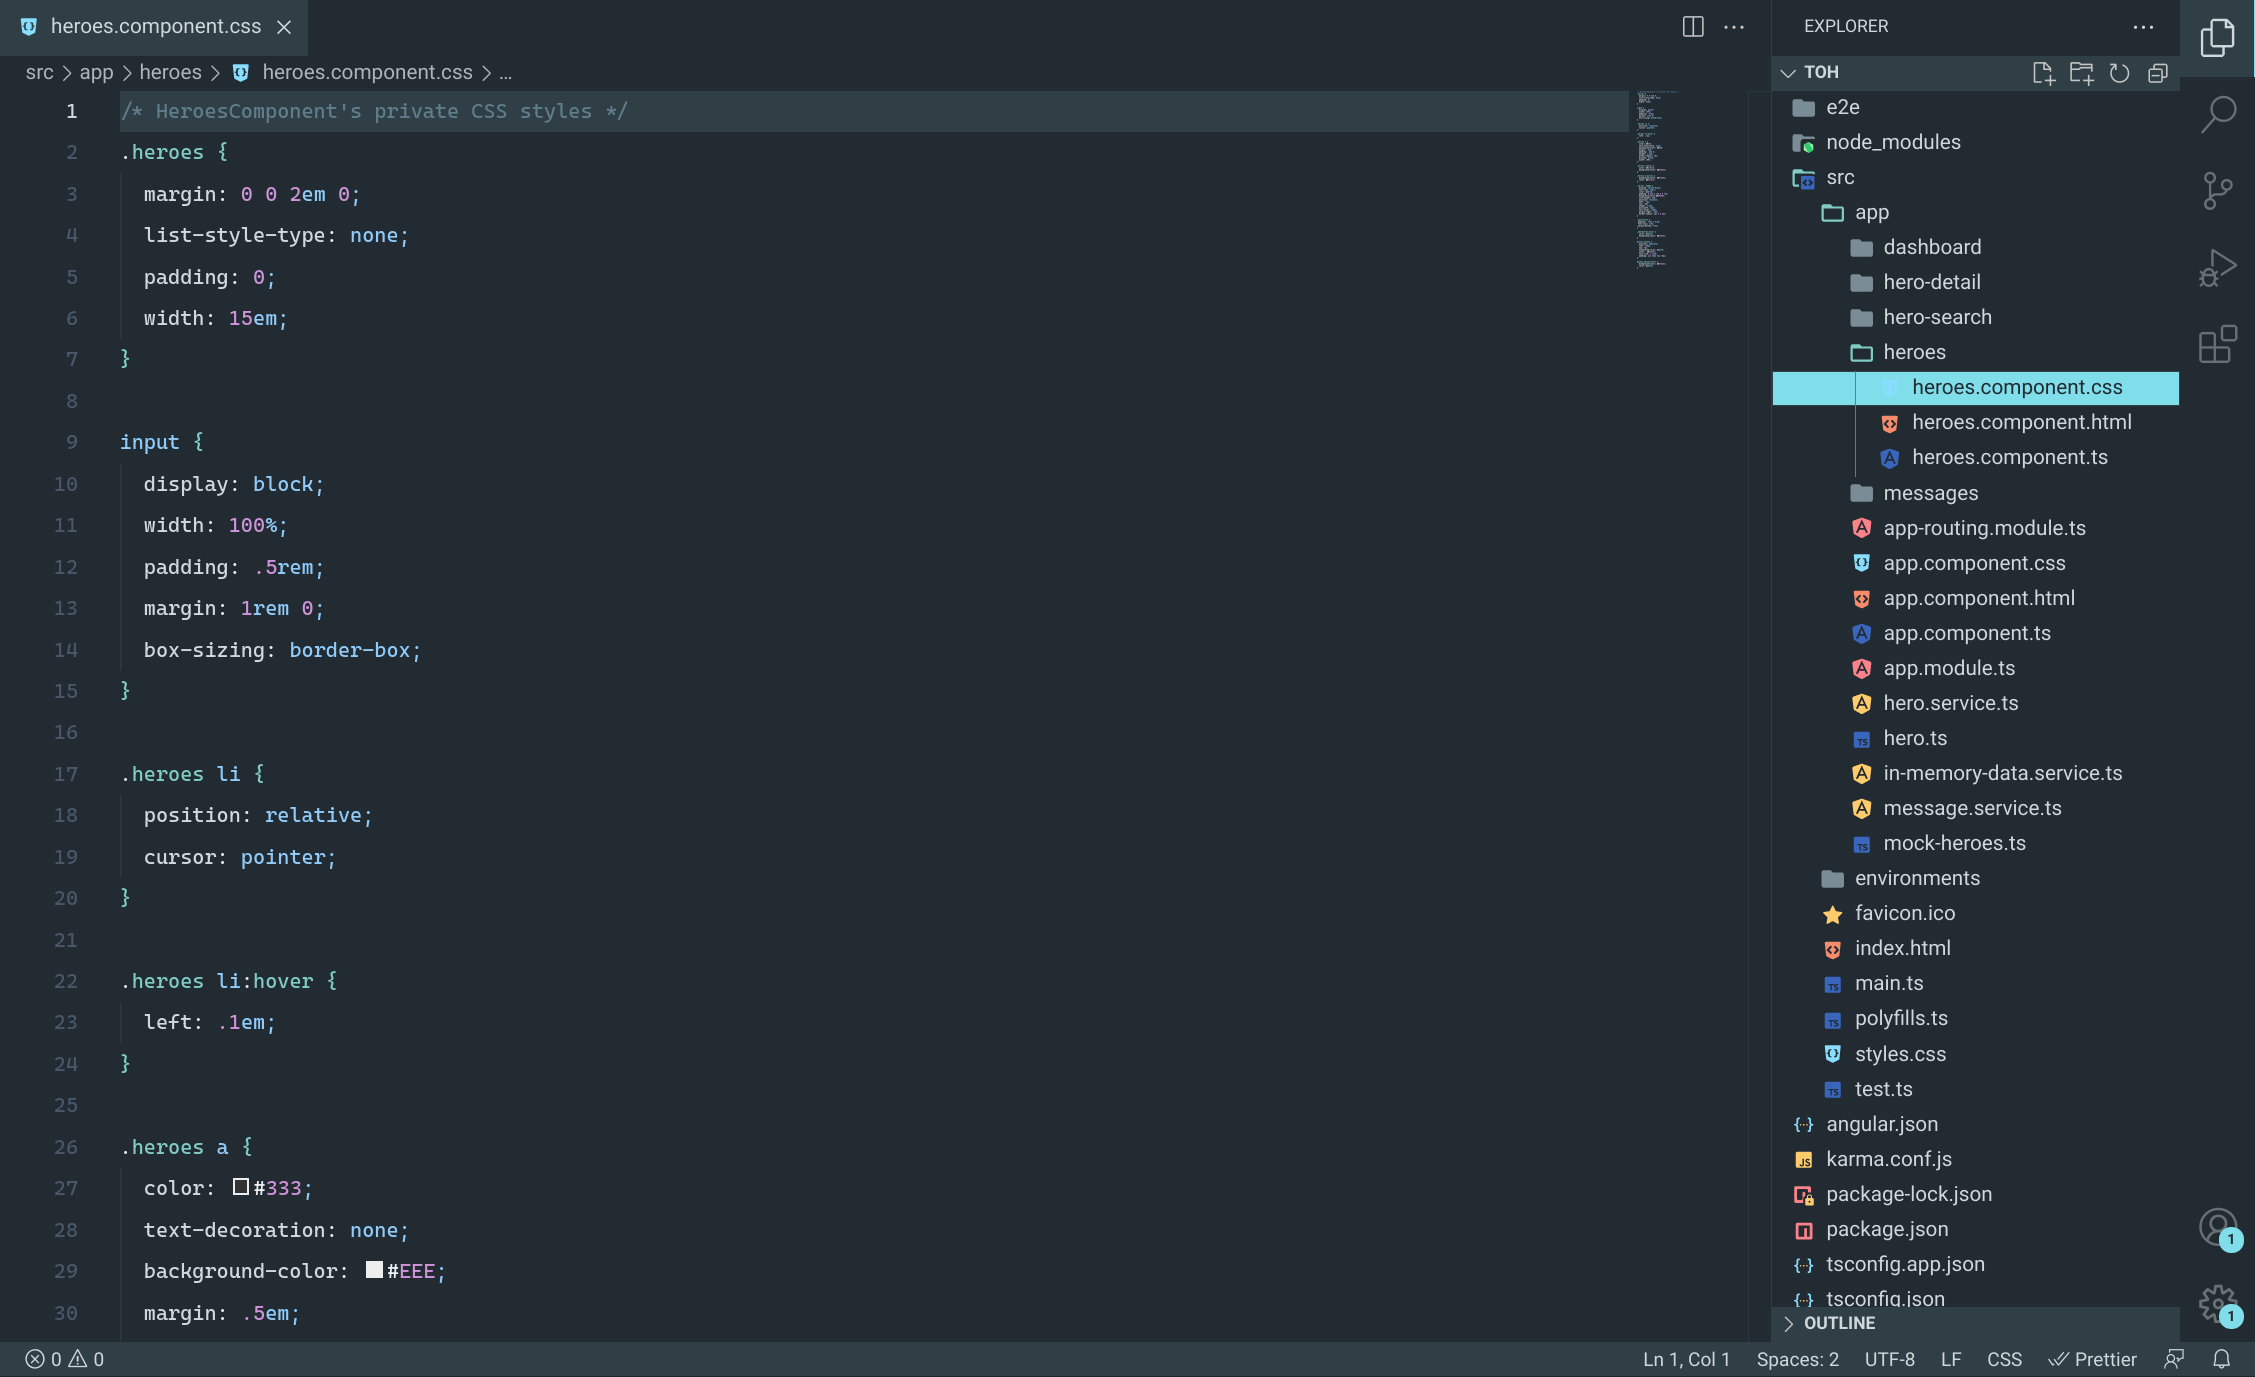 heroes.component.css
src > app > heroes > heroes.component.css > ...
1 /* HeroesComponent's private CSS styles */
2 .heroes {
3   margin: 0 0 2em 0;
4   list-style-type: none;
5   padding: 0;
6   width: 15em;
7 }
8
9 input {
10   display: block;
11   width: 100%;
12   padding: .5rem;
13   margin: 1rem 0;
14   box-sizing: border-box;
15 }
16
17 .heroes li {
18   position: relative;
19   cursor: pointer;
20 }
21
22 .heroes li:hover {
23   left: .1em;
24 }
25
26 .heroes a {
27   color: #333;
28   text-decoration: none;
29   background-color: #EEE;
30   margin: .5em;
EXPLORER
TOH
e2e
node_modules
src
app
dashboard
hero-detail
hero-search
heroes
heroes.component.css
heroes.component.html
heroes.component.ts
messages
app-routing.module.ts
app.component.css
app.component.html
app.component.ts
app.module.ts
hero.service.ts
hero.ts
in-memory-data.service.ts
message.service.ts
mock-heroes.ts
environments
favicon.ico
index.html
main.ts
polyfills.ts
styles.css
test.ts
angular.json
karma.conf.js
package-lock.json
package.json
tsconfig.app.json
tsconfig.json
OUTLINE
1
1
0 0
Ln 1, Col 1 Spaces: 2 UTF-8 LF CSS Prettier